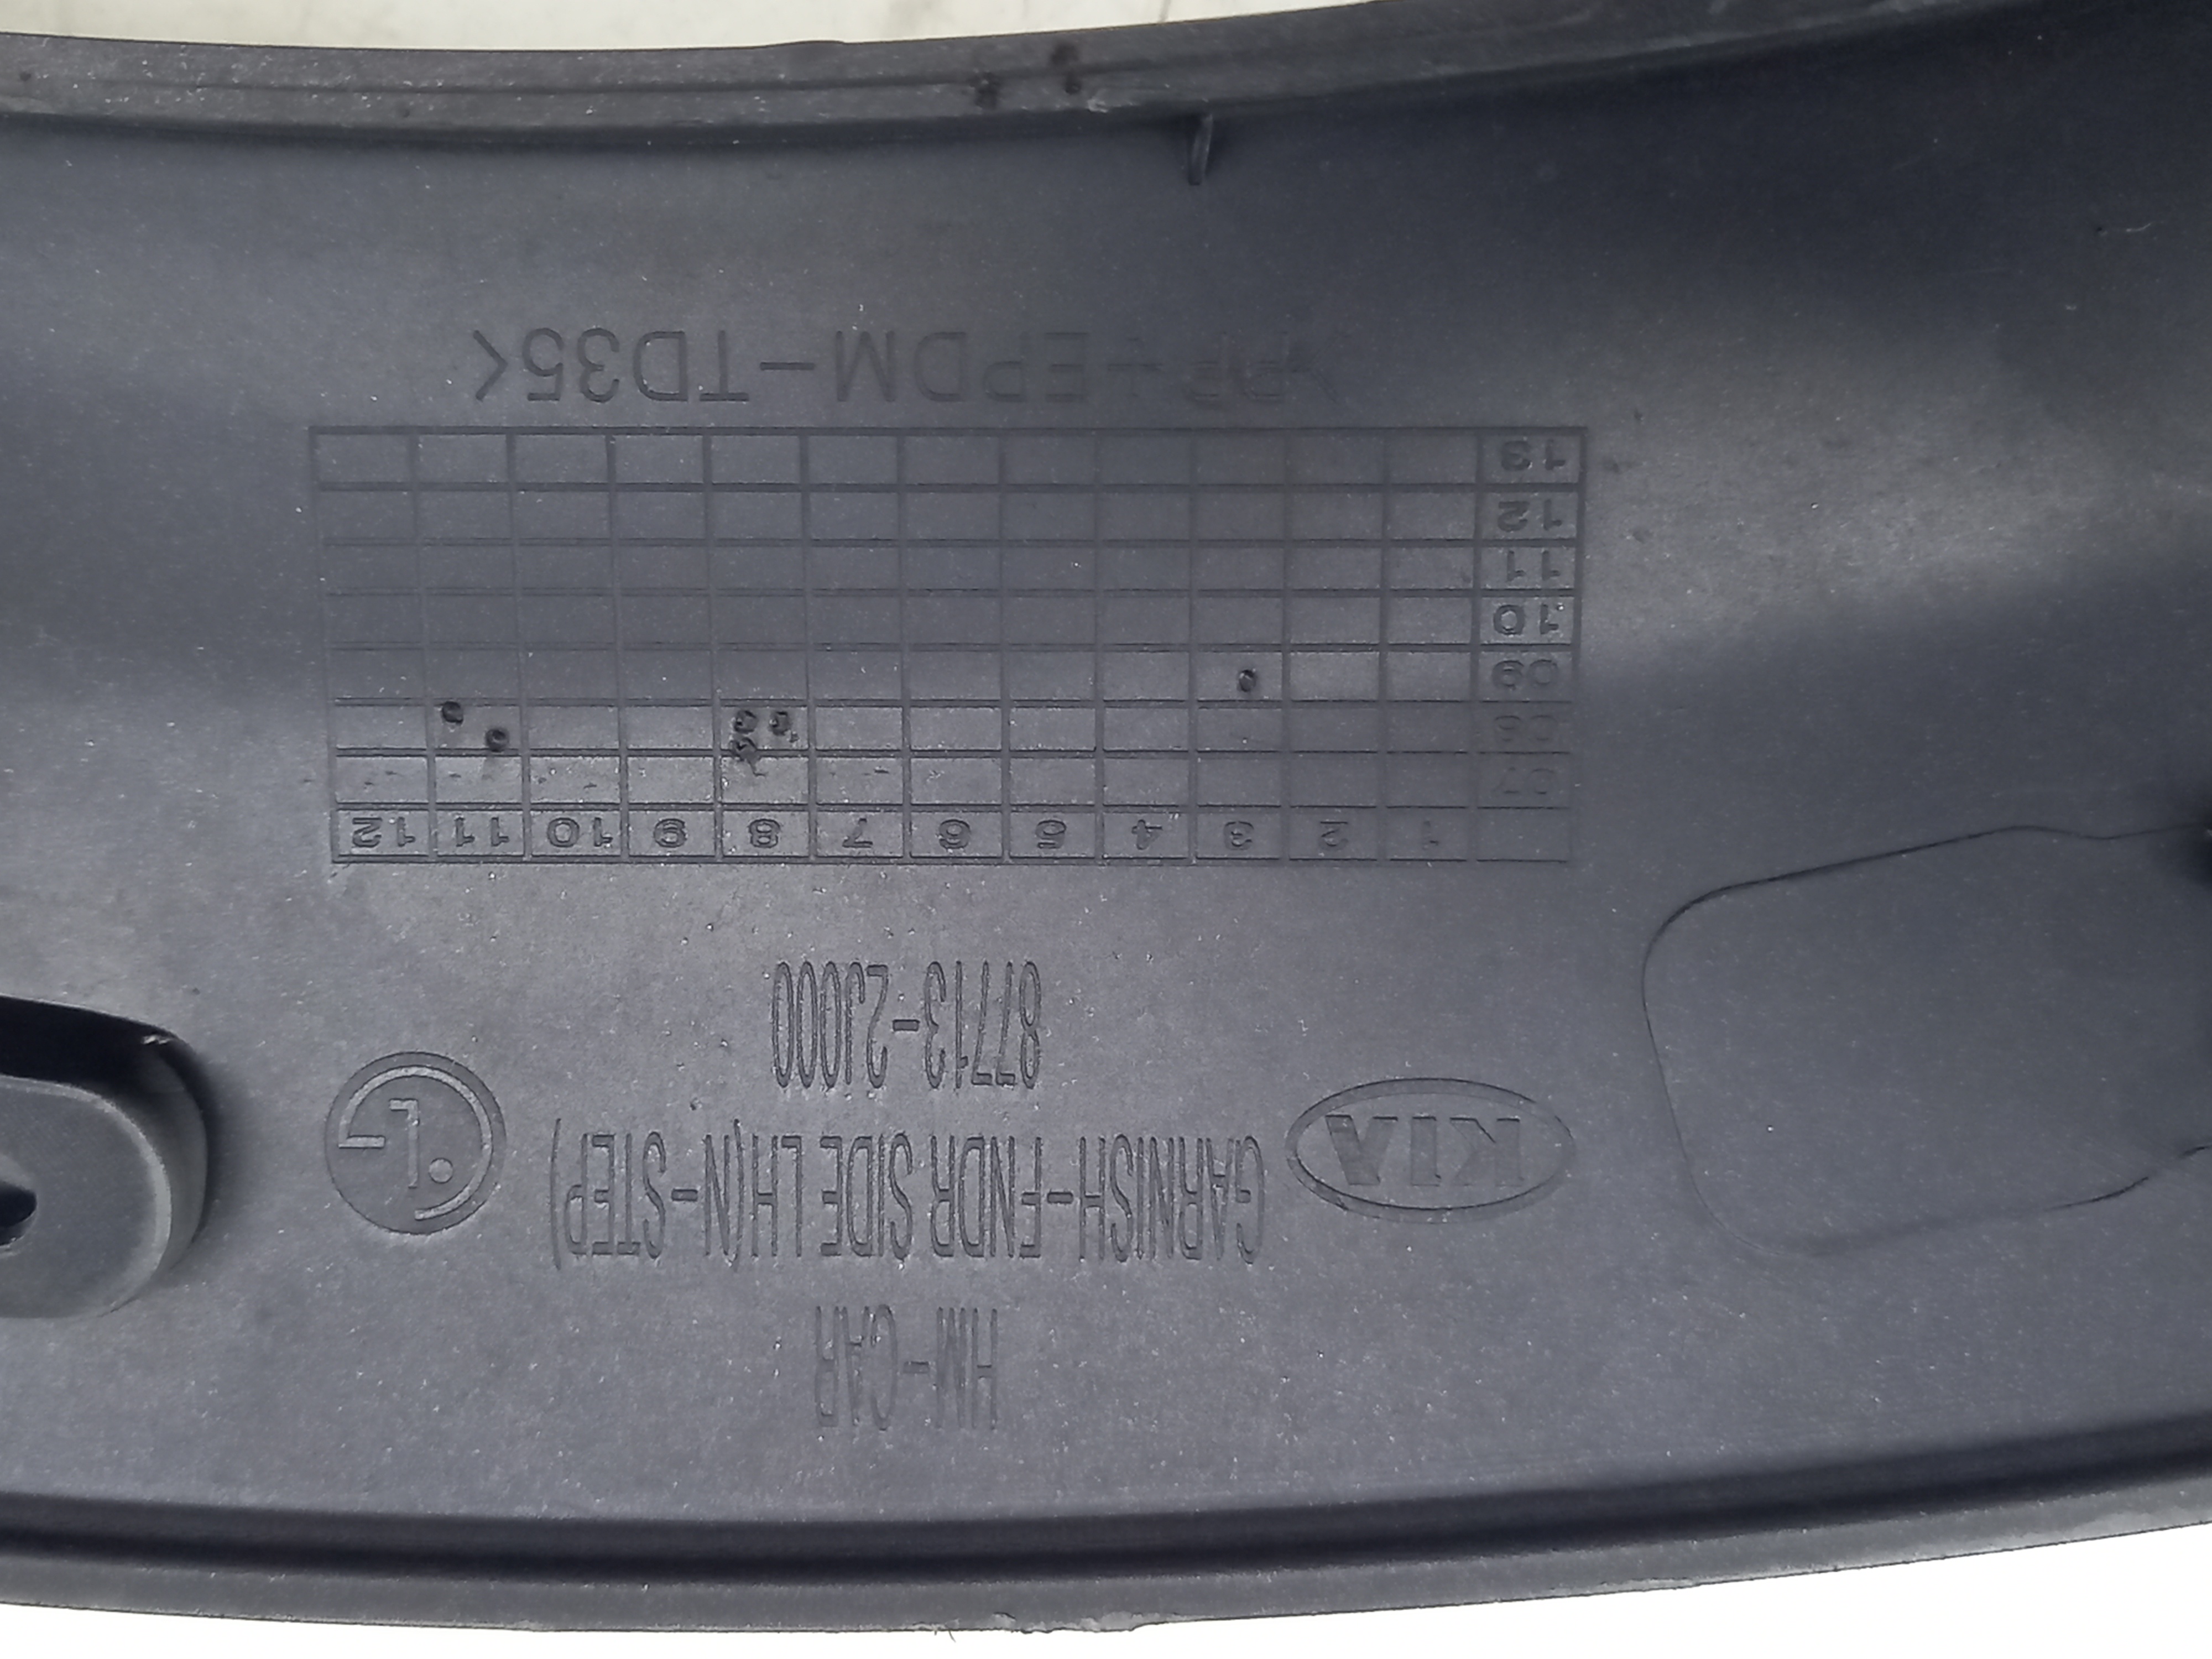 HM-CAR
KIA GARNISH-FNDR SIDE LH(N-STEP)
87713-2J000
1 2 3 4 5 6 7 8 9 10 11 12
07
08
09
10
11
12
13
>PP+EPDM-TD35<